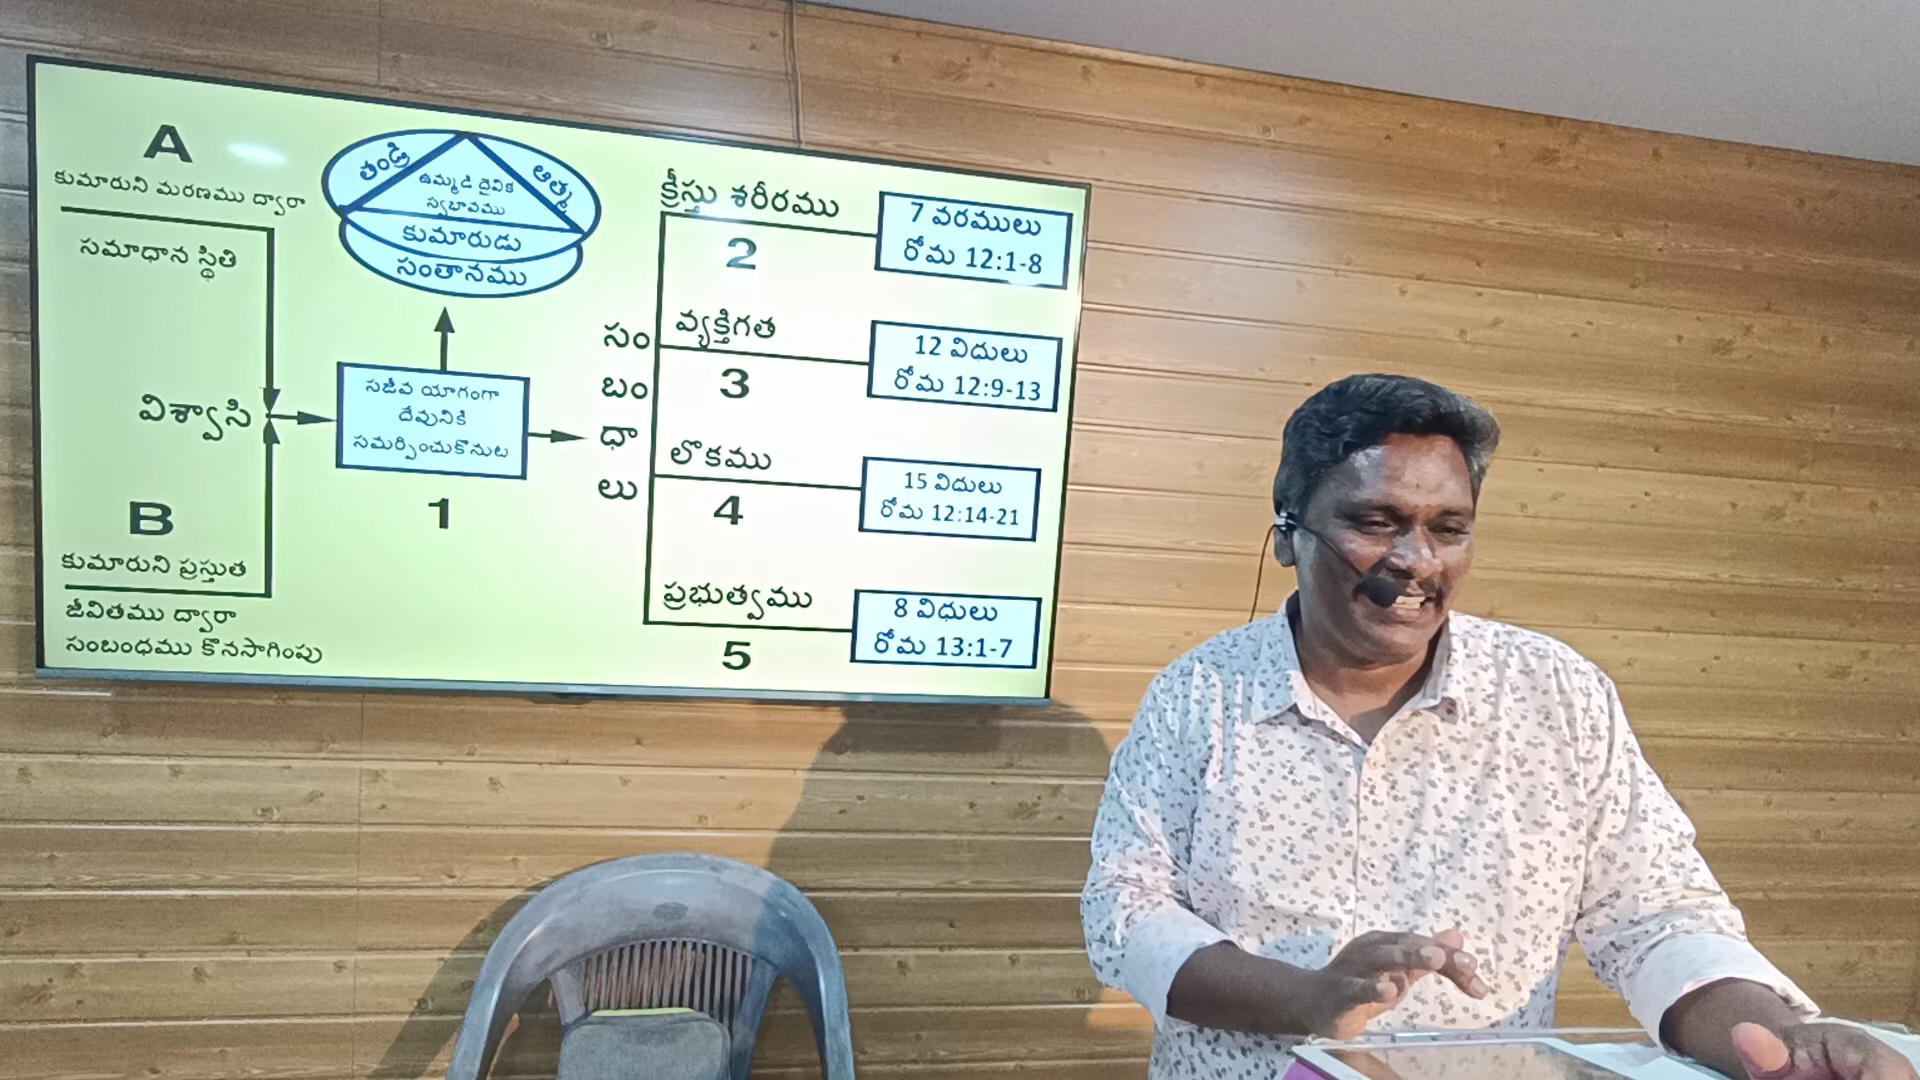 A
కుమారుని మరణము ద్వారా
సమాధాన స్థితి
విశ్వాసి
B
కుమారుని ప్రస్తుత
జీవితము ద్వారా
సంబంధము కొనసాగింపు
తండ్రి
ఆత్మ
ఉమ్మడి దైవిక
స్వభావము
కుమారుడు
సంతానము
సజీవ యాగంగా
దేవునికి
సమర్పించుకొనుట
1
సం
బం
ధా
లు
క్రీస్తు శరీరము
2
7 వరములు
రోమ 12:1-8
వ్యక్తిగత
3
12 విదులు
రోమ 12:9-13
లొకము
4
15 విదులు
రోమ 12:14-21
ప్రభుత్వము
5
8 విధులు
రోమ 13:1-7